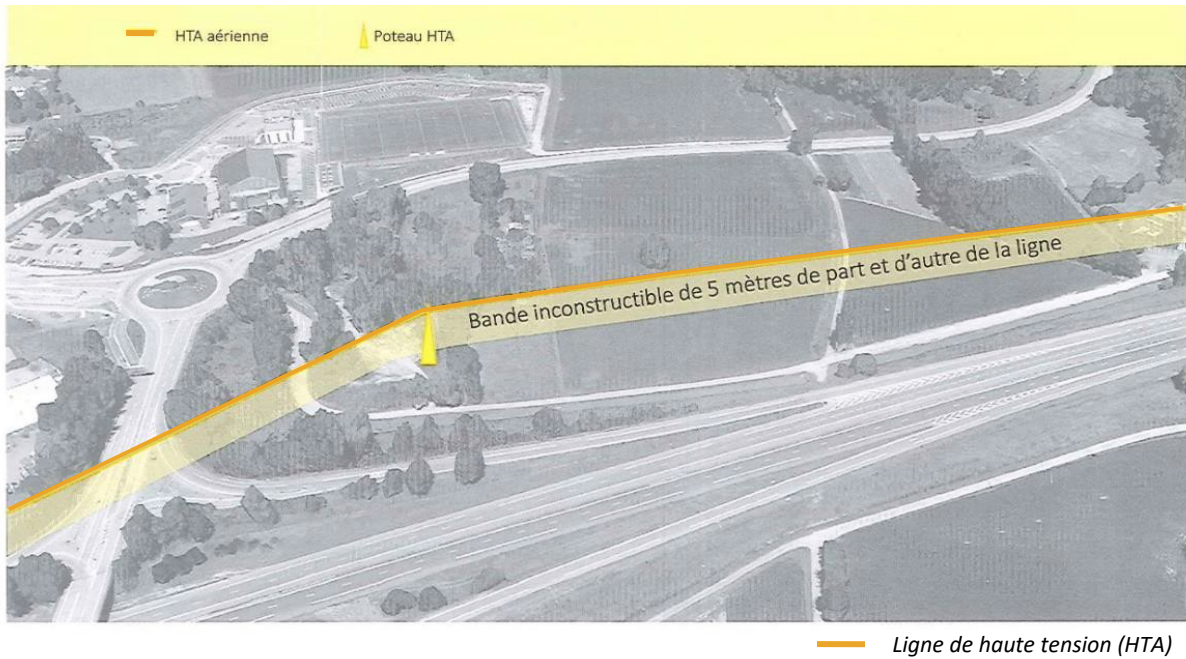 HTA aérienne
Poteau HTA
Bande inconstructible de 5 mètres de part et d'autre de la ligne
Ligne de haute tension (HTA)